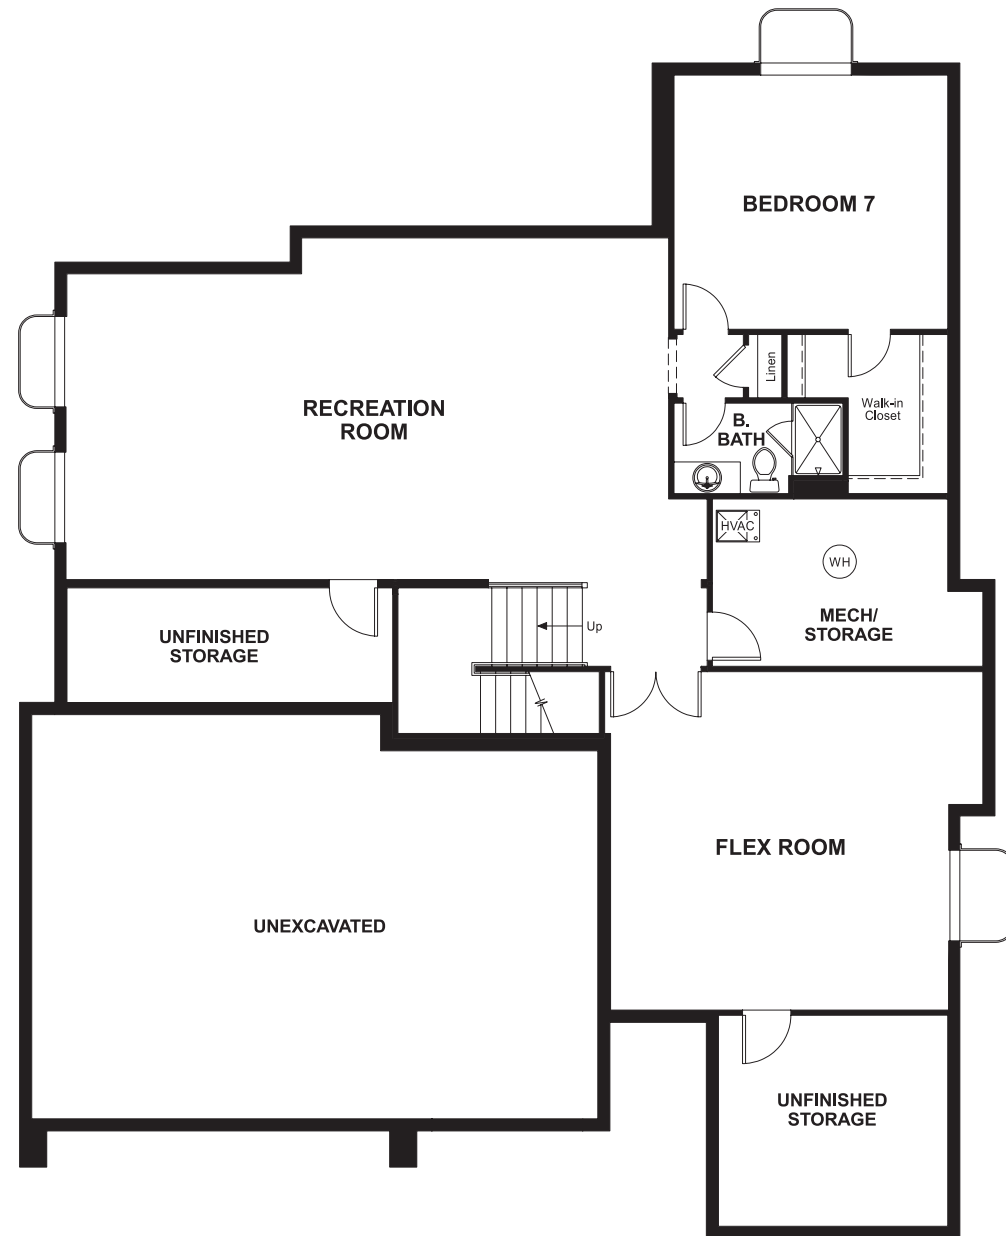 BEDROOM 7
RECREATION
ROOM
Linen
Walk-in
Closet
B.
BATH
HVAC
WH
MECH/
STORAGE
UNFINISHED
STORAGE
Up
FLEX ROOM
UNEXCAVATED
UNFINISHED
STORAGE